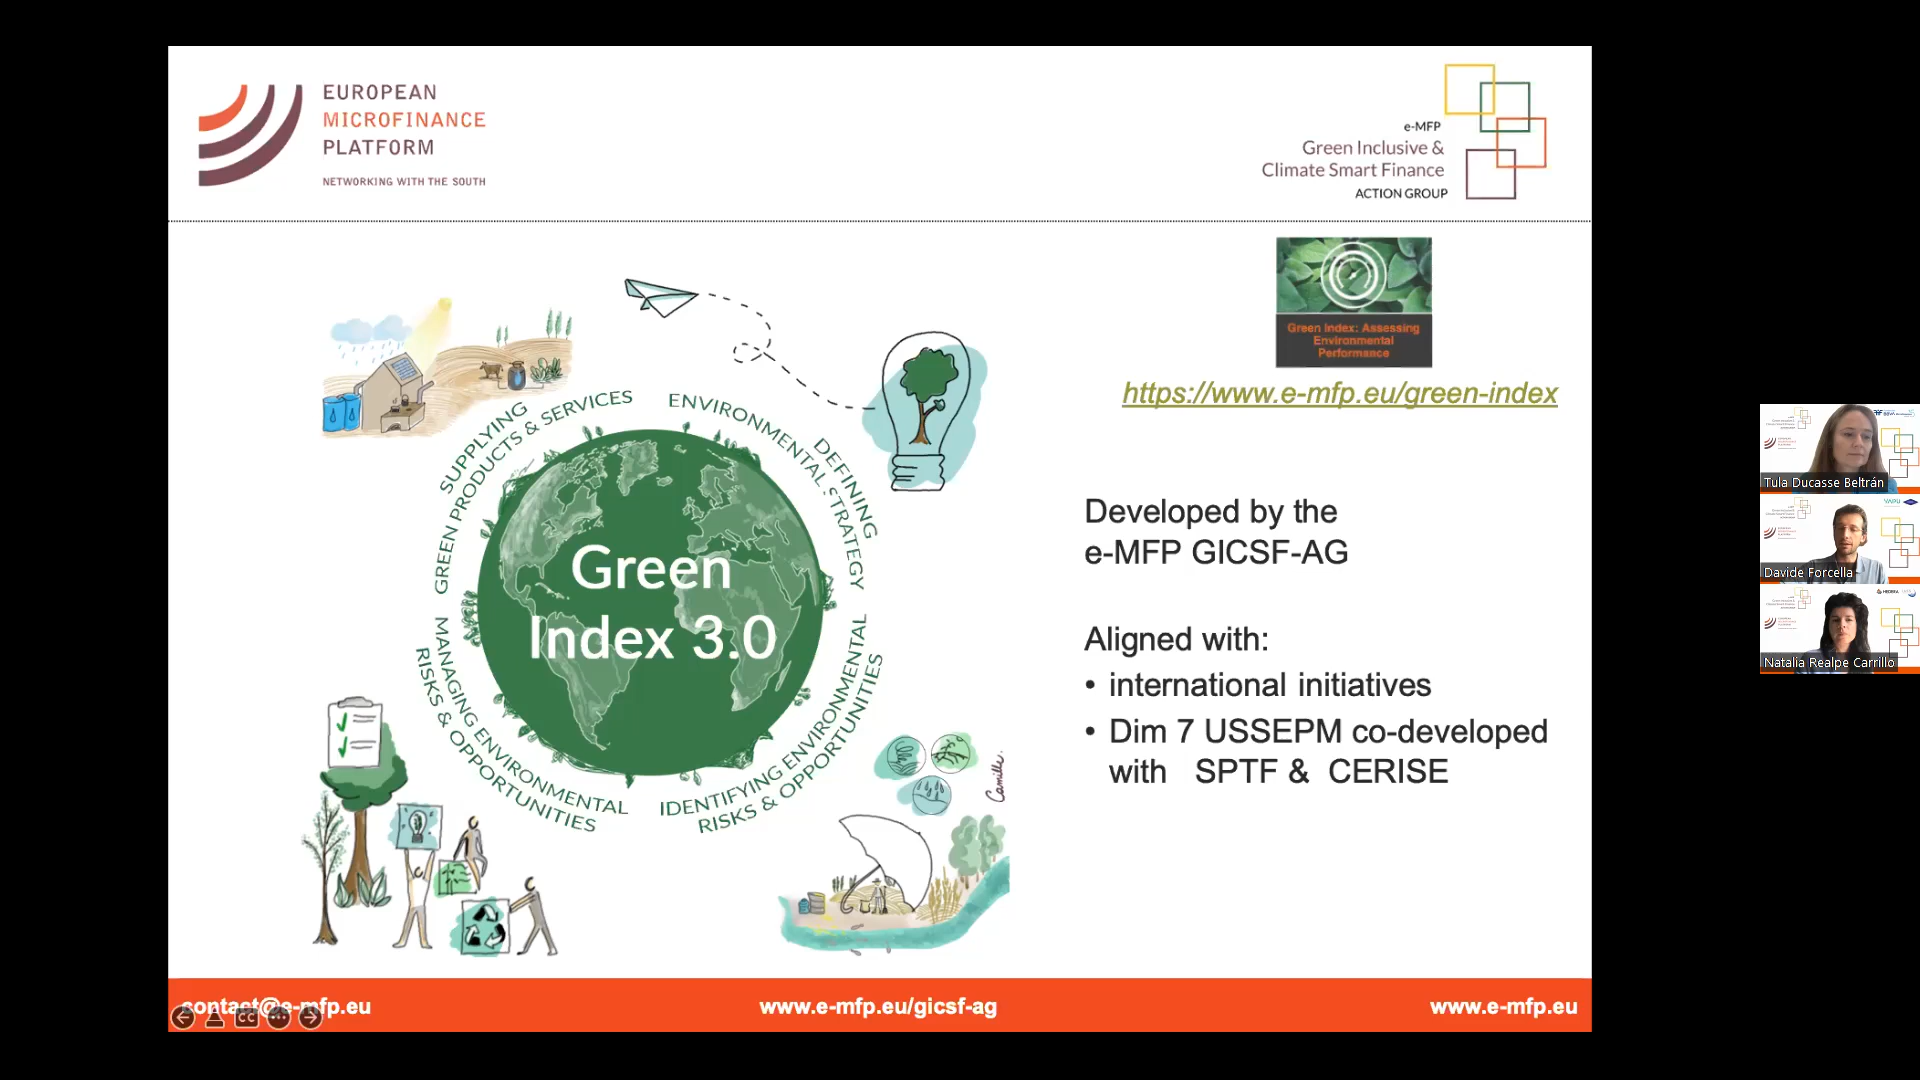 EUROPEAN
MICROFINANCE
PLATFORM
NETWORKING WITH THE SOUTH
e-MFP
Green Inclusive &
Climate Smart Finance
ACTION GROUP
Green Index: Assessing
Environmental
Performance
https://www.e-mfp.eu/green-index
SUPPLYING
GREEN PRODUCTS & SERVICES
DEFINING
ENVIRONMENTAL STRATEGY
Green
Index 3.0
MANAGING ENVIRONMENTAL
RISKS & OPPORTUNITIES
IDENTIFYING ENVIRONMENTAL
RISKS & OPPORTUNITIES
Camille.
Developed by the
e-MFP GICSF-AG
Aligned with:
• international initiatives
• Dim 7 USSEPM co-developed
with SPTF & CERISE
contact@e-mfp.eu
www.e-mfp.eu/gicsf-ag
www.e-mfp.eu
CC
Tula Ducasse Beltrán
Davide Forcella
Natalia Realpe Carrillo